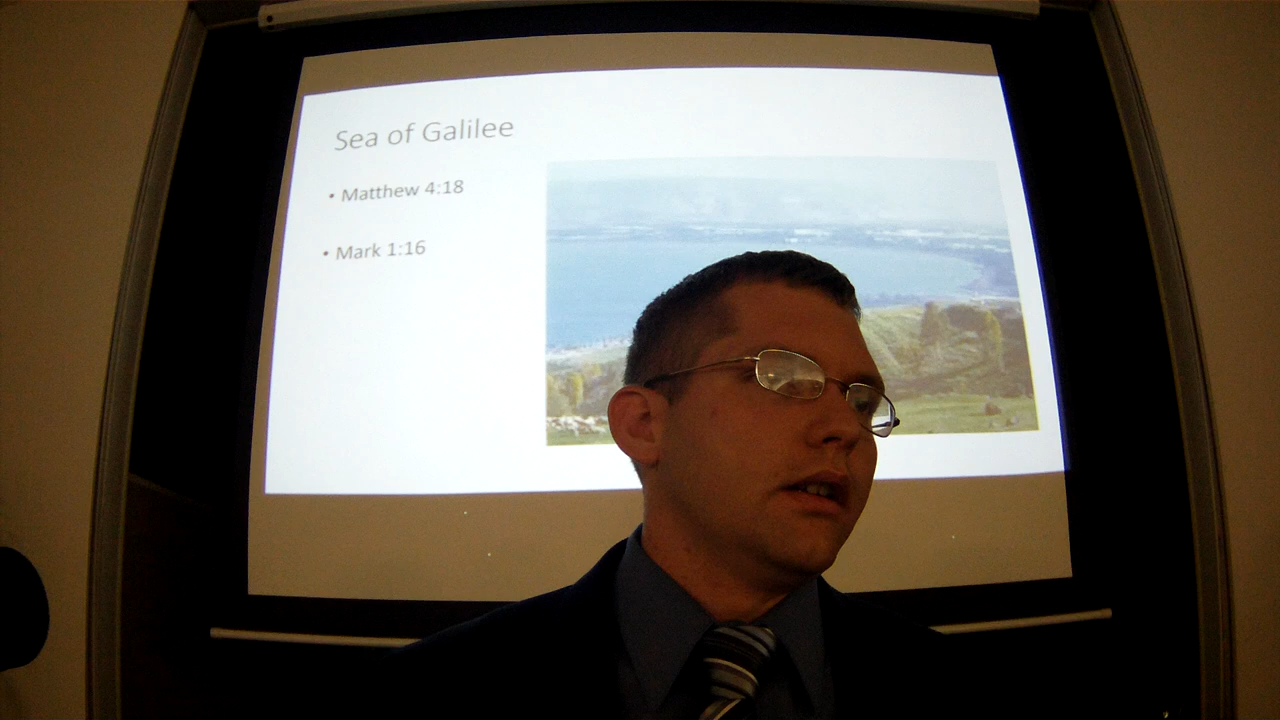 Sea of Galilee
• Matthew 4:18
• Mark 1:16